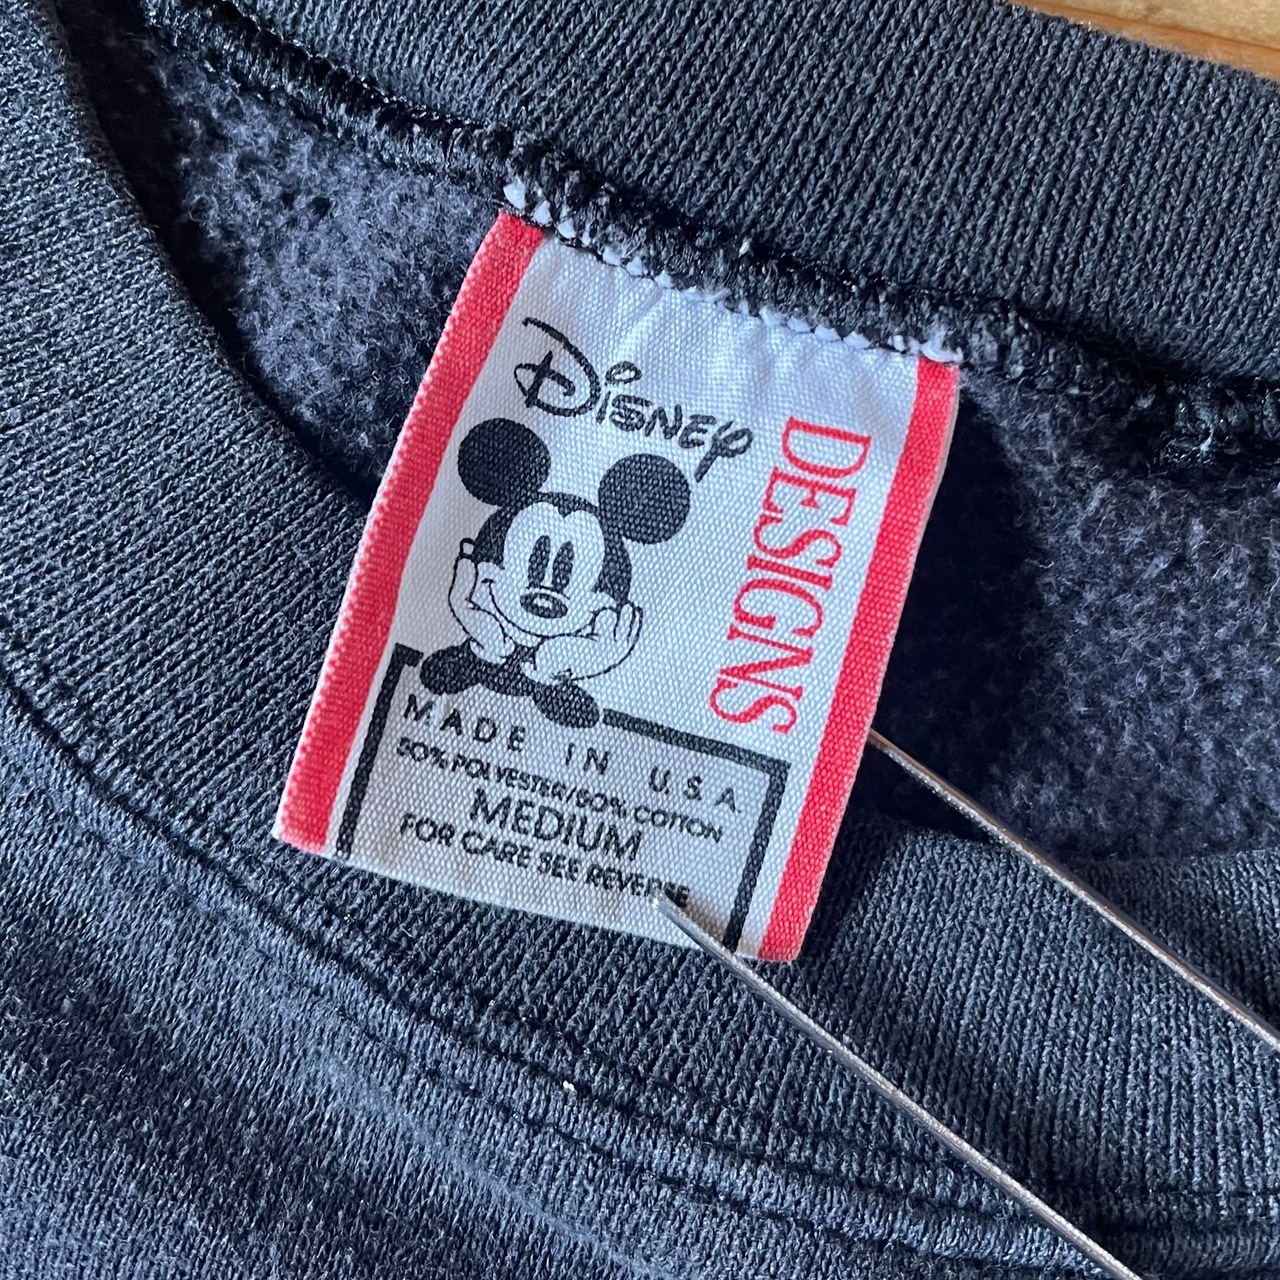 Disney
DESIGNS
MADE IN U.S.A.
50% POLYESTER/50% COTTON
MEDIUM
FOR CARE SEE REVERSE